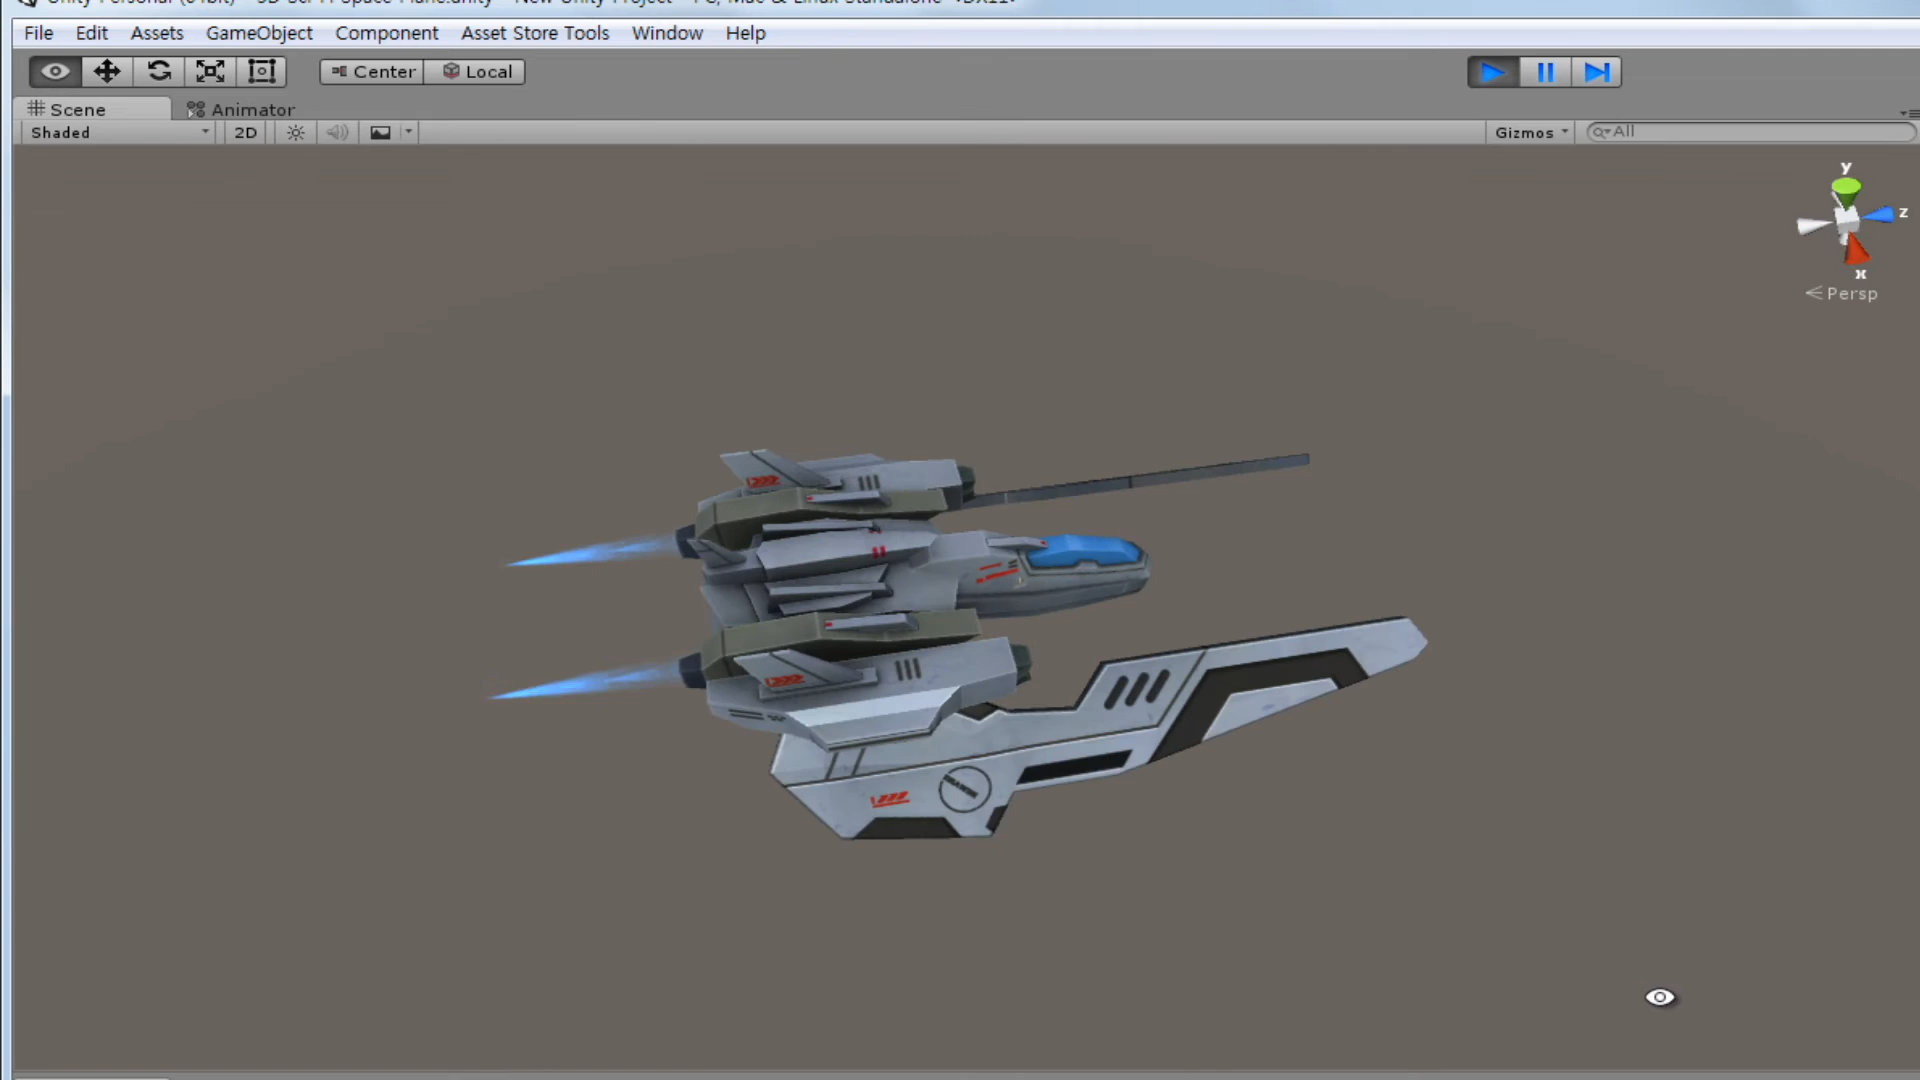 File Edit Assets GameObject Component Asset Store Tools Window Help
Center Local
Scene Animator
Shaded 2D Gizmos All
y
z
x
Persp